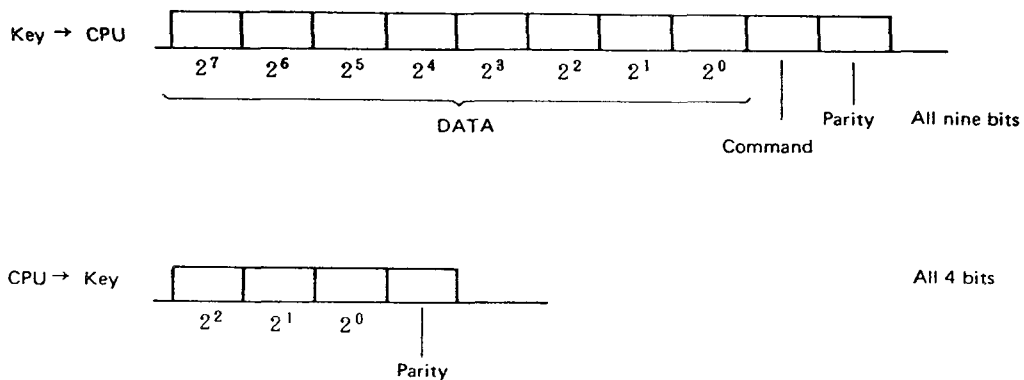 Key → CPU
2⁷ 2⁶ 2⁵ 2⁴ 2³ 2² 2¹ 2⁰
DATA
Command
Parity
All nine bits
CPU → Key
2² 2¹ 2⁰
Parity
All 4 bits